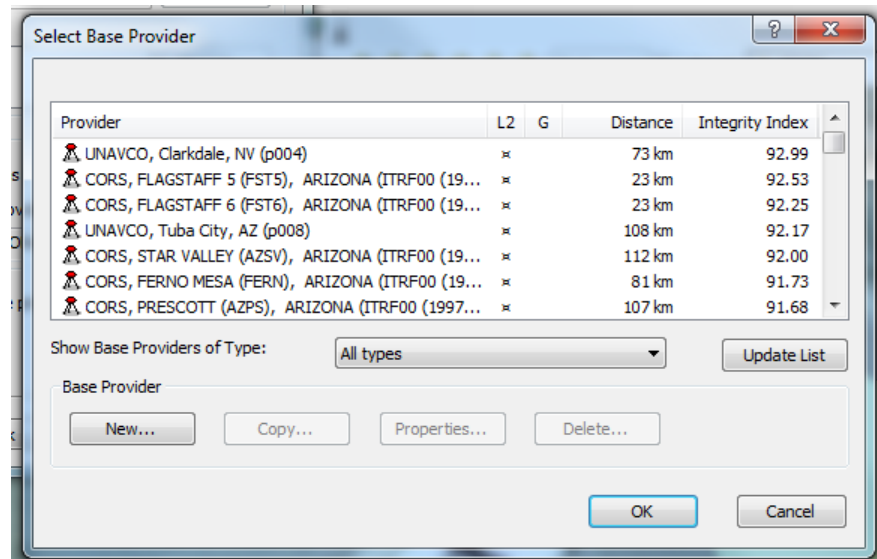 Select Base Provider
Provider L2 G Distance Integrity Index
UNAVCO, Clarkdale, NV (p004) ¤ 73 km 92.99
CORS, FLAGSTAFF 5 (FST5), ARIZONA (ITRF00 (19... ¤ 23 km 92.53
CORS, FLAGSTAFF 6 (FST6), ARIZONA (ITRF00 (19... ¤ 23 km 92.25
UNAVCO, Tuba City, AZ (p008) ¤ 108 km 92.17
CORS, STAR VALLEY (AZSV), ARIZONA (ITRF00 (19... ¤ 112 km 92.00
CORS, FERNO MESA (FERN), ARIZONA (ITRF00 (19... ¤ 81 km 91.73
CORS, PRESCOTT (AZPS), ARIZONA (ITRF00 (1997... ¤ 107 km 91.68
Show Base Providers of Type: All types Update List
Base Provider
New... Copy... Properties... Delete...
OK Cancel